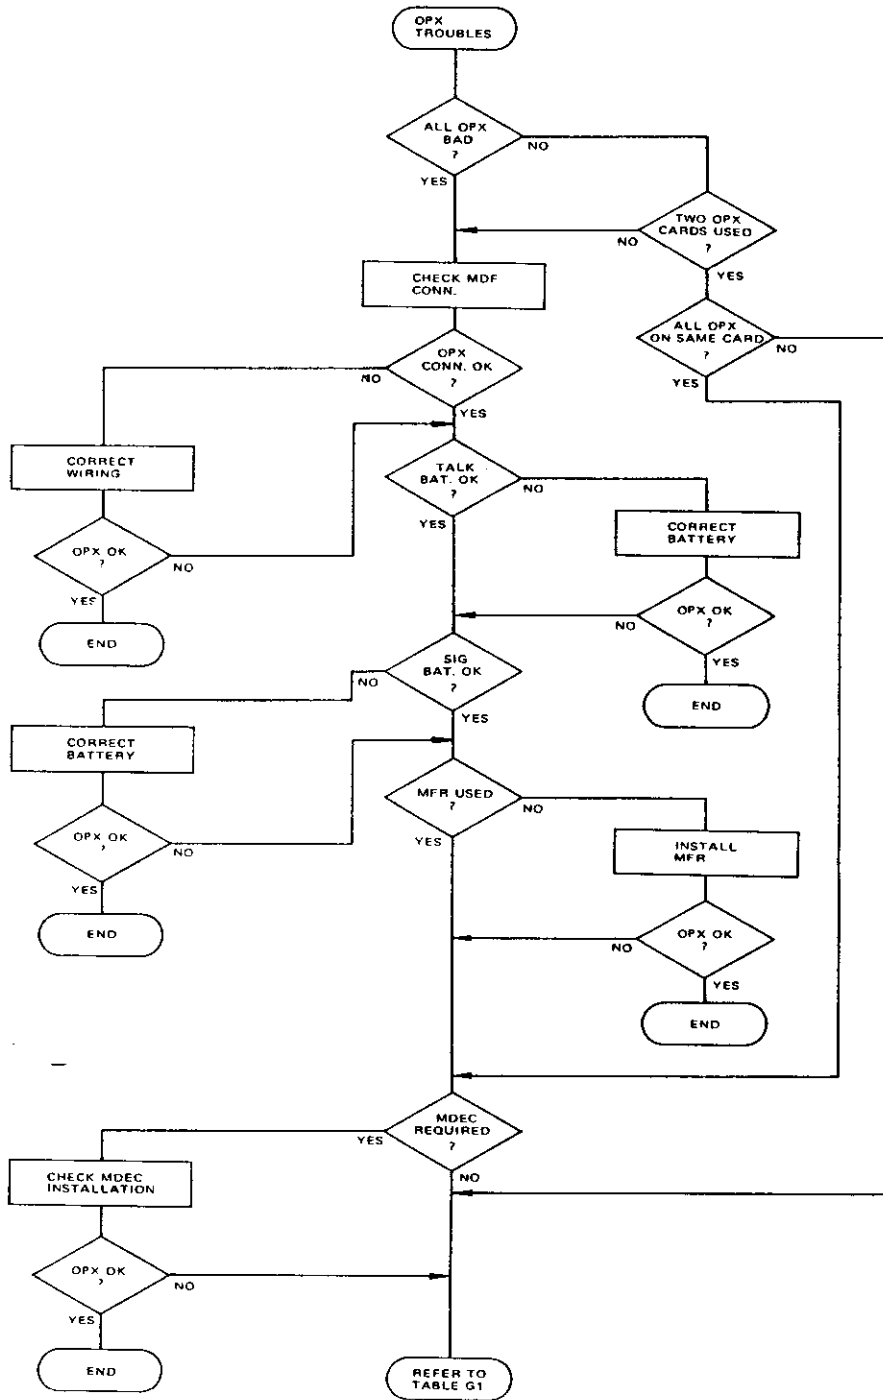 OPX
TROUBLES
ALL OPX
BAD
?
NO
YES
TWO OPX
CARDS USED
?
NO
YES
CHECK MDF
CONN.
ALL OPX
ON SAME CARD
?
NO
YES
OPX
CONN. OK
?
NO
YES
CORRECT
WIRING
TALK
BAT. OK
?
NO
YES
CORRECT
BATTERY
OPX OK
?
NO
YES
END
OPX OK
?
NO
YES
END
SIG
BAT. OK
?
NO
YES
CORRECT
BATTERY
MFR USED
?
NO
YES
OPX OK
?
NO
YES
END
INSTALL
MFR
OPX OK
?
NO
YES
END
MDEC
REQUIRED
?
YES
NO
CHECK MDEC
INSTALLATION
OPX OK
?
NO
YES
END
REFER TO
TABLE G1